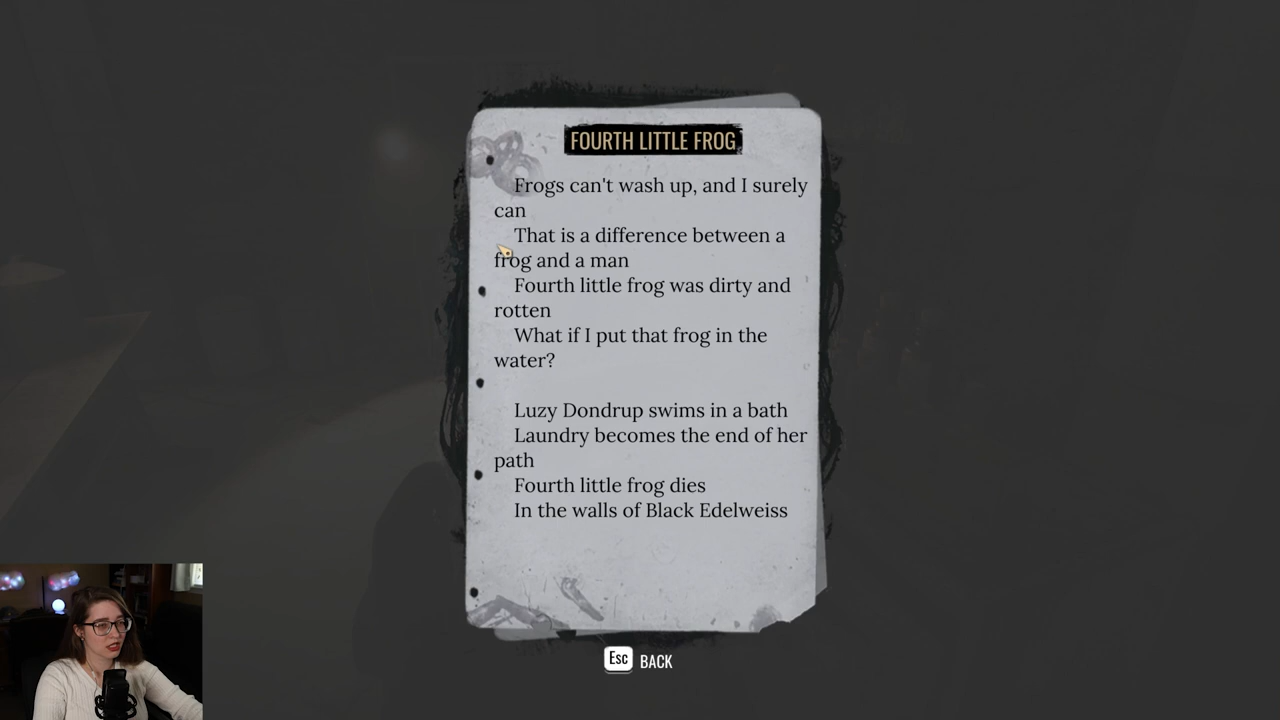 FOURTH LITTLE FROG
Frogs can't wash up, and I surely
can
That is a difference between a
frog and a man
Fourth little frog was dirty and
rotten
What if I put that frog in the
water?
Luzy Dondrup swims in a bath
Laundry becomes the end of her
path
Fourth little frog dies
In the walls of Black Edelweiss
Esc BACK